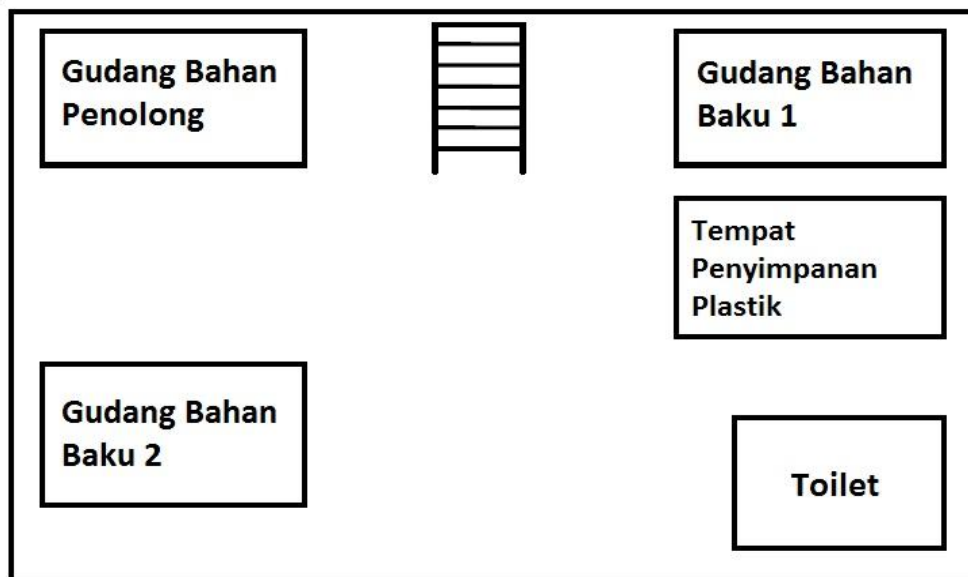 Gudang Bahan
Penolong
Gudang Bahan
Baku 1
Tempat
Penyimpanan
Plastik
Gudang Bahan
Baku 2
Toilet